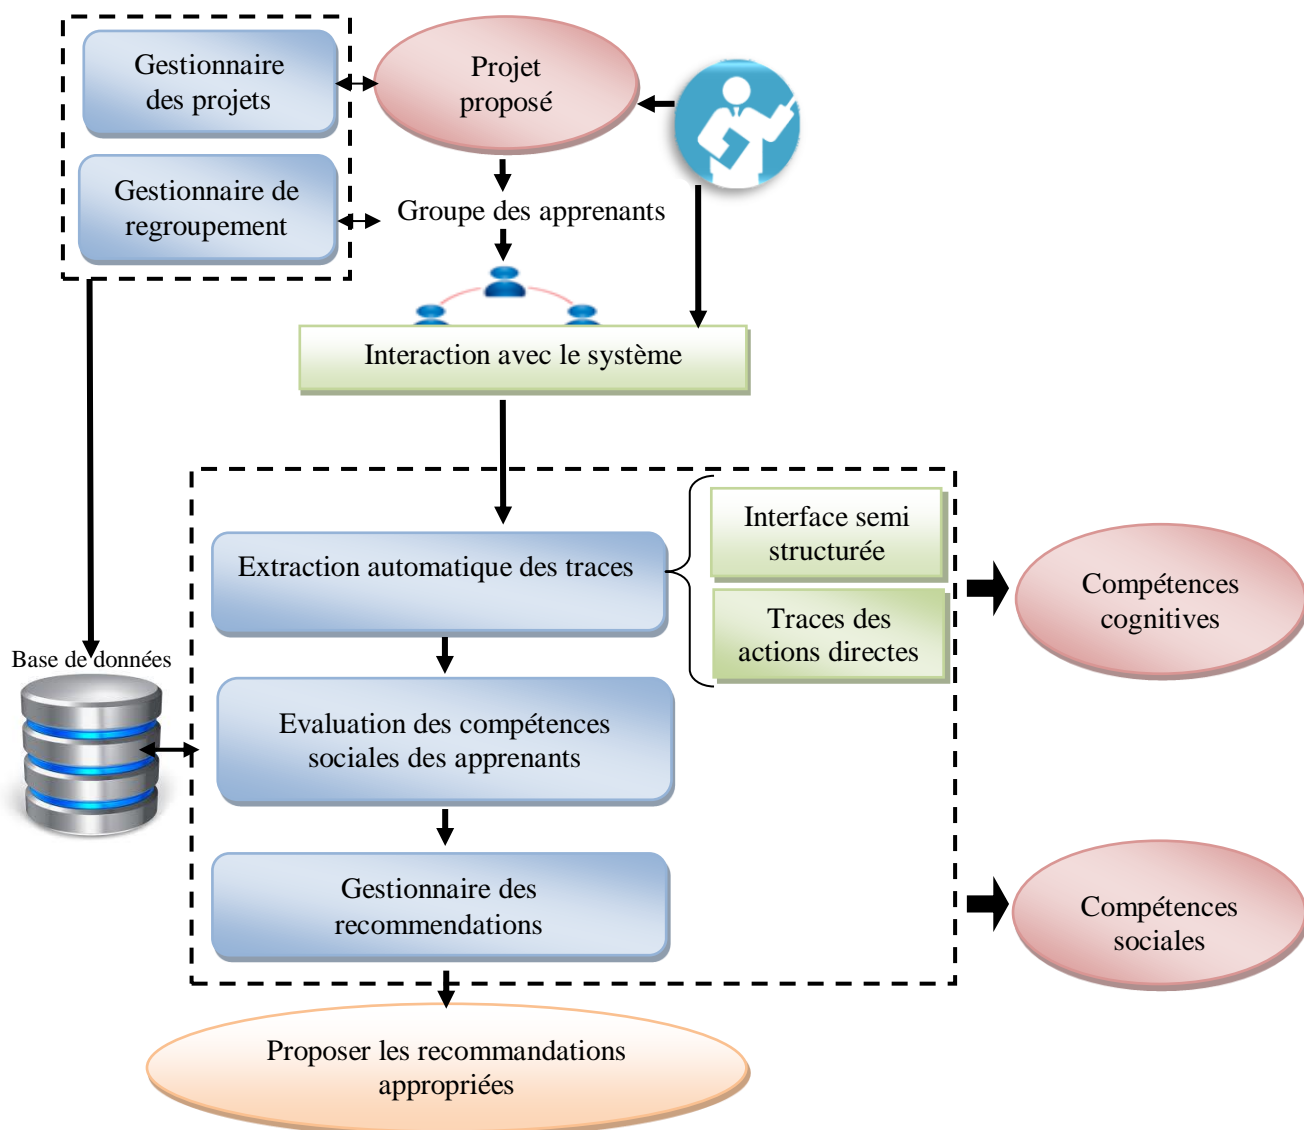 Gestionnaire
des projets
Projet
proposé
Gestionnaire de
regroupement
Groupe des apprenants
Interaction avec le système
Interface semi
structurée
Extraction automatique des traces
Traces des
actions directes
Compétences
cognitives
Base de données
Evaluation des compétences
sociales des apprenants
Gestionnaire des
recommendations
Compétences
sociales
Proposer les recommandations
appropriées